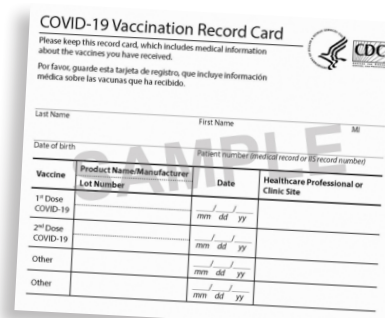 COVID-19 Vaccination Record Card
Please keep this record card, which includes medical information
about the vaccines you have received.
Por favor, guarde esta tarjeta de registro, que incluye información
médica sobre las vacunas que ha recibido.
CDC
Last Name First Name MI
Date of birth Patient number (medical record or IIS record number)
SAMPLE
Vaccine Product Name/Manufacturer Date Healthcare Professional or
Lot Number Clinic Site
1st Dose
COVID-19 mm dd yy
2nd Dose
COVID-19 mm dd yy
Other mm dd yy
Other mm dd yy